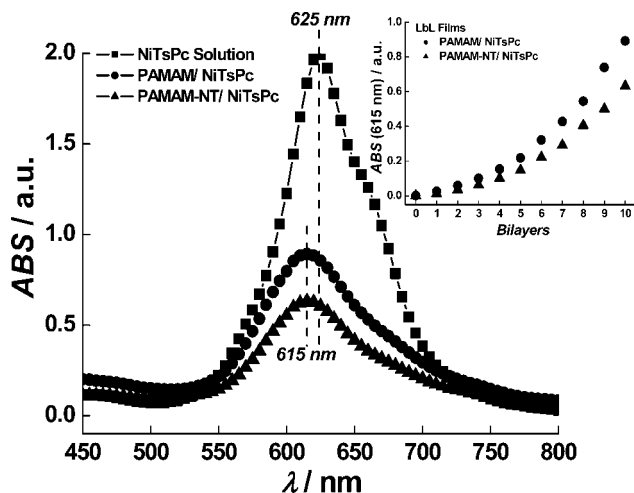 625 nm
2.0
1.5
1.0
0.5
0.0
ABS / a.u.
NiTsPc Solution
PAMAM/ NiTsPc
PAMAM-NT/ NiTsPc
615 nm
450 500 550 600 650 700 750 800
λ / nm
1.0
0.8
0.6
0.4
0.2
0.0
ABS (615 nm) / a.u.
LbL Films
PAMAM/ NiTsPc
PAMAM-NT/ NiTsPc
0 1 2 3 4 5 6 7 8 9 10
Bilayers